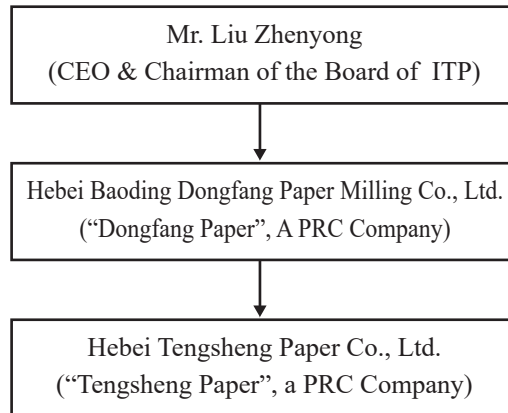 Mr. Liu Zhenyong
(CEO & Chairman of the Board of ITP)
Hebei Baoding Dongfang Paper Milling Co., Ltd.
(“Dongfang Paper”, A PRC Company)
Hebei Tengsheng Paper Co., Ltd.
(“Tengsheng Paper”, a PRC Company)